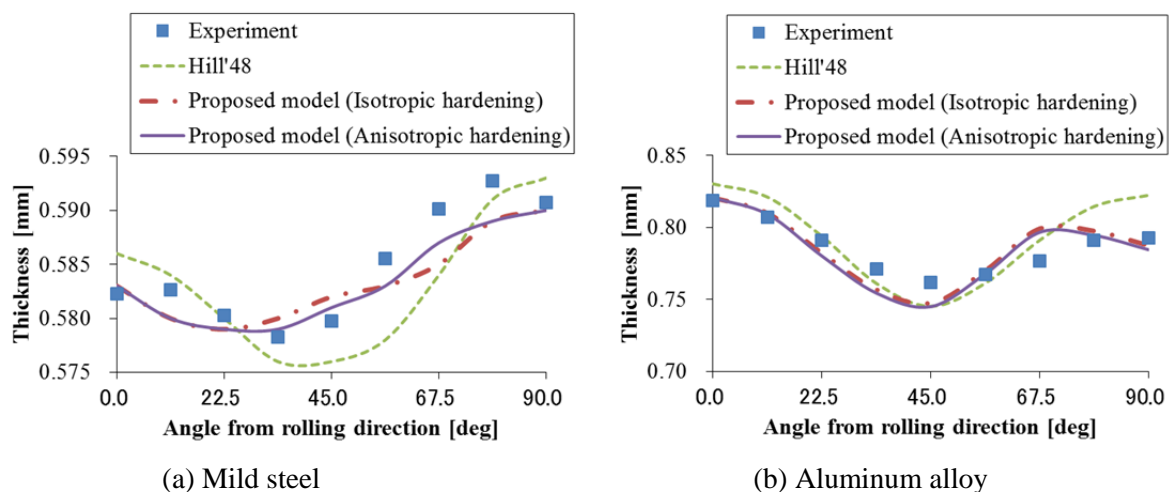 Experiment
Hill'48
Proposed model (Isotropic hardening)
Proposed model (Anisotropic hardening)
0.595
0.590
0.585
0.580
0.575
Thickness [mm]
0.0 22.5 45.0 67.5 90.0
Angle from rolling direction [deg]
(a) Mild steel
Experiment
Hill'48
Proposed model (Isotropic hardening)
Proposed model (Anisotropic hardening)
0.85
0.80
0.75
0.70
Thickness [mm]
0.0 22.5 45.0 67.5 90.0
Angle from rolling direction [deg]
(b) Aluminum alloy